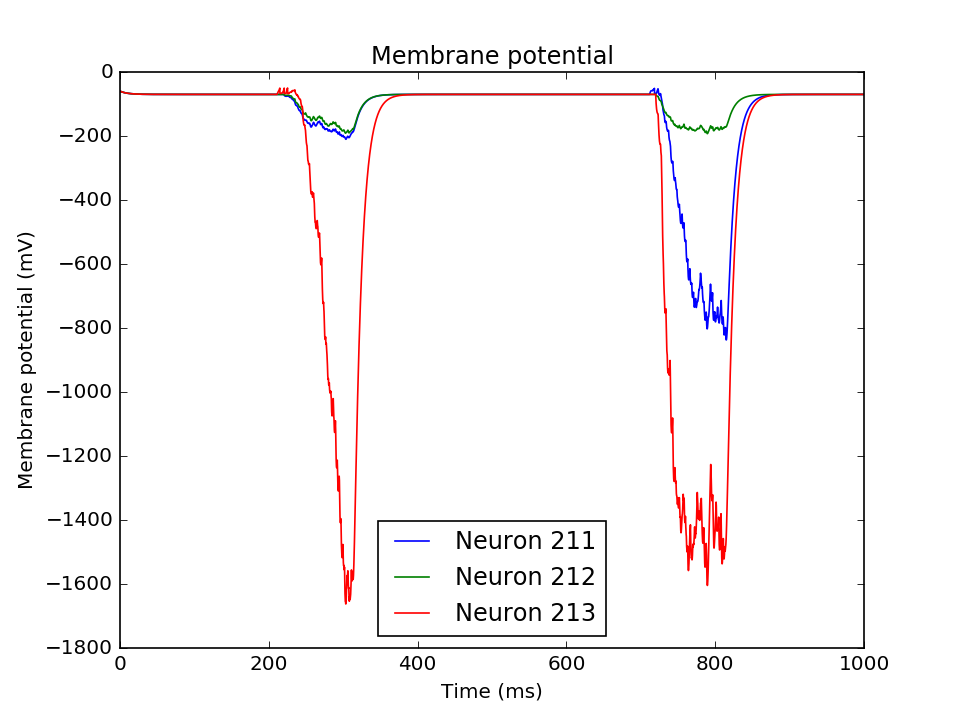 Membrane potential
0
−200
−400
−600
−800
−1000
−1200
−1400
−1600
−1800
Membrane potential (mV)
Neuron 211
Neuron 212
Neuron 213
0 200 400 600 800 1000
Time (ms)